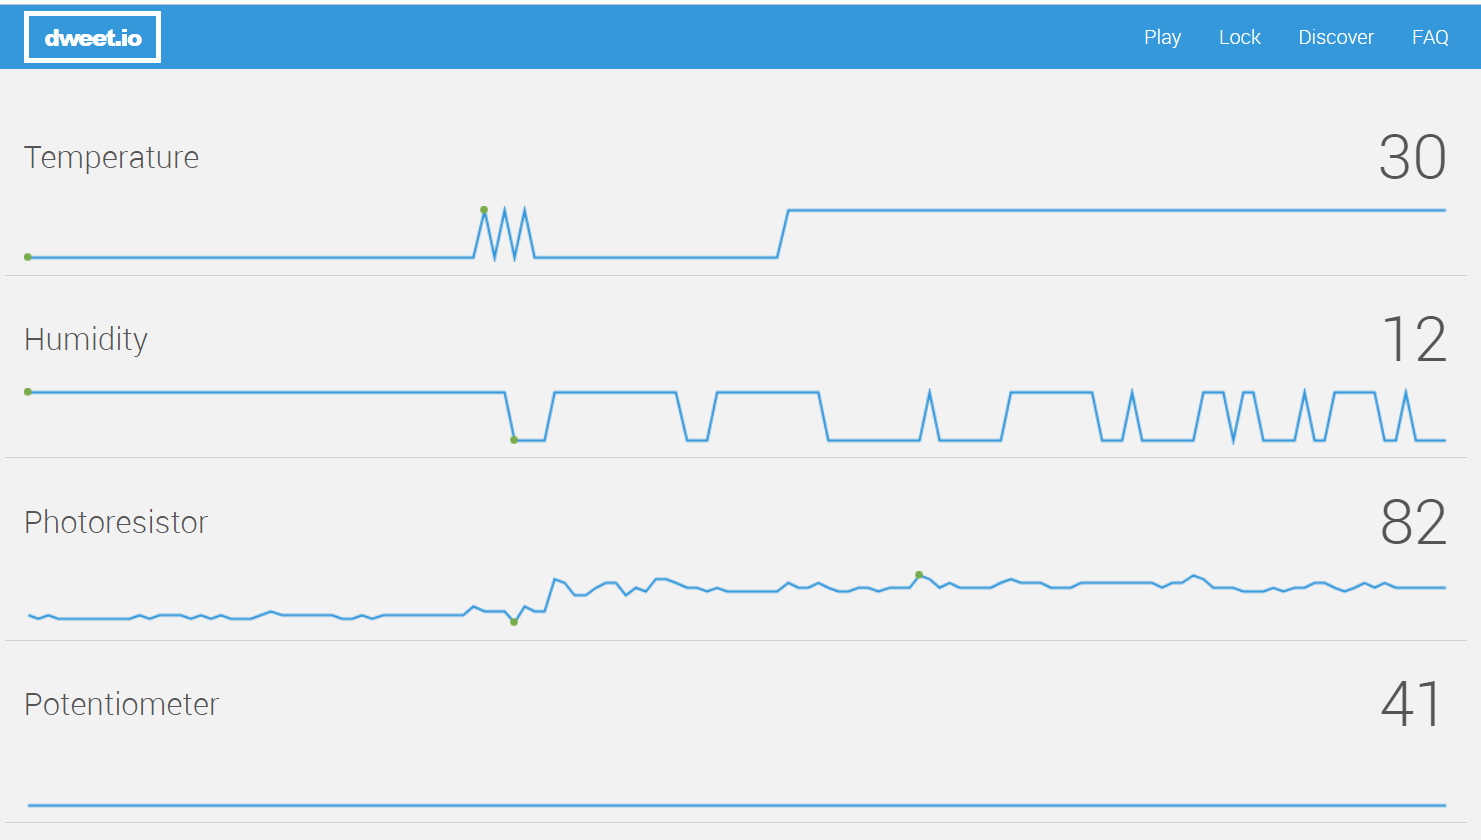 dweet.io
Play Lock Discover FAQ
Temperature 30
Humidity 12
Photoresistor 82
Potentiometer 41